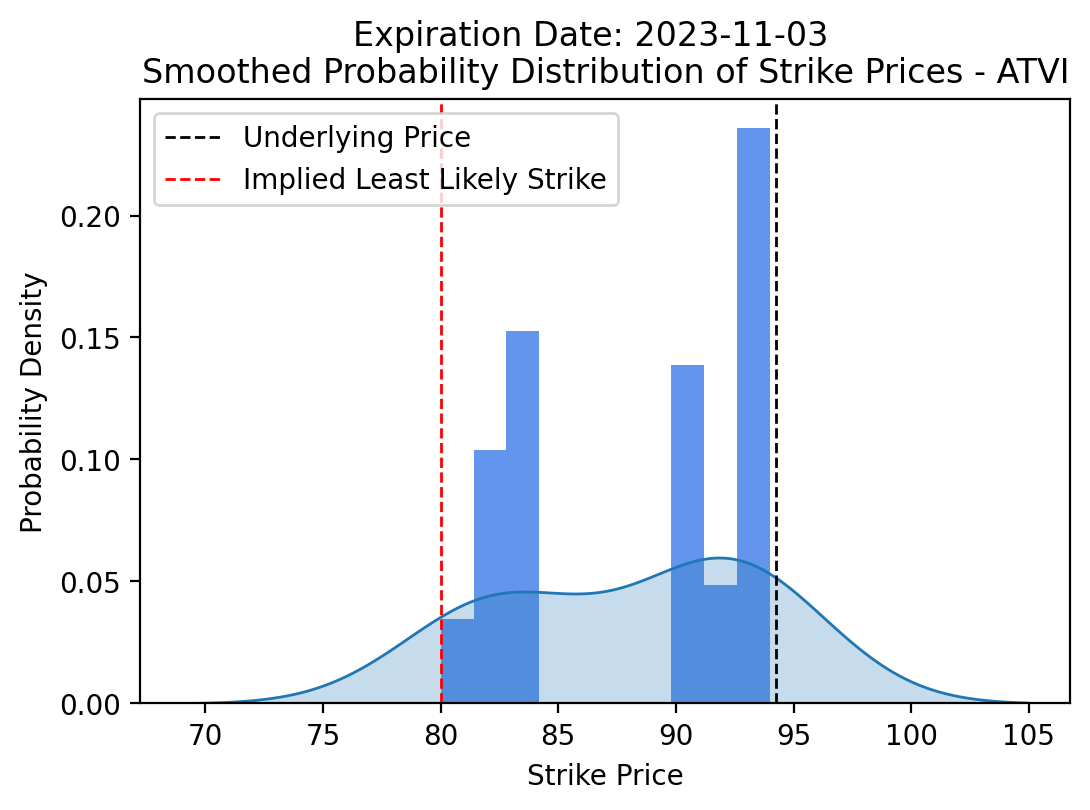 Expiration Date: 2023-11-03
Smoothed Probability Distribution of Strike Prices - ATVI
Underlying Price
Implied Least Likely Strike
Probability Density
0.20
0.15
0.10
0.05
0.00
70 75 80 85 90 95 100 105
Strike Price